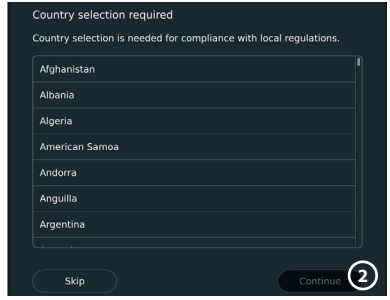 Country selection required
Country selection is needed for compliance with local regulations.
Afghanistan
Albania
Algeria
American Samoa
Andorra
Anguilla
Argentina
Skip
Continue
2